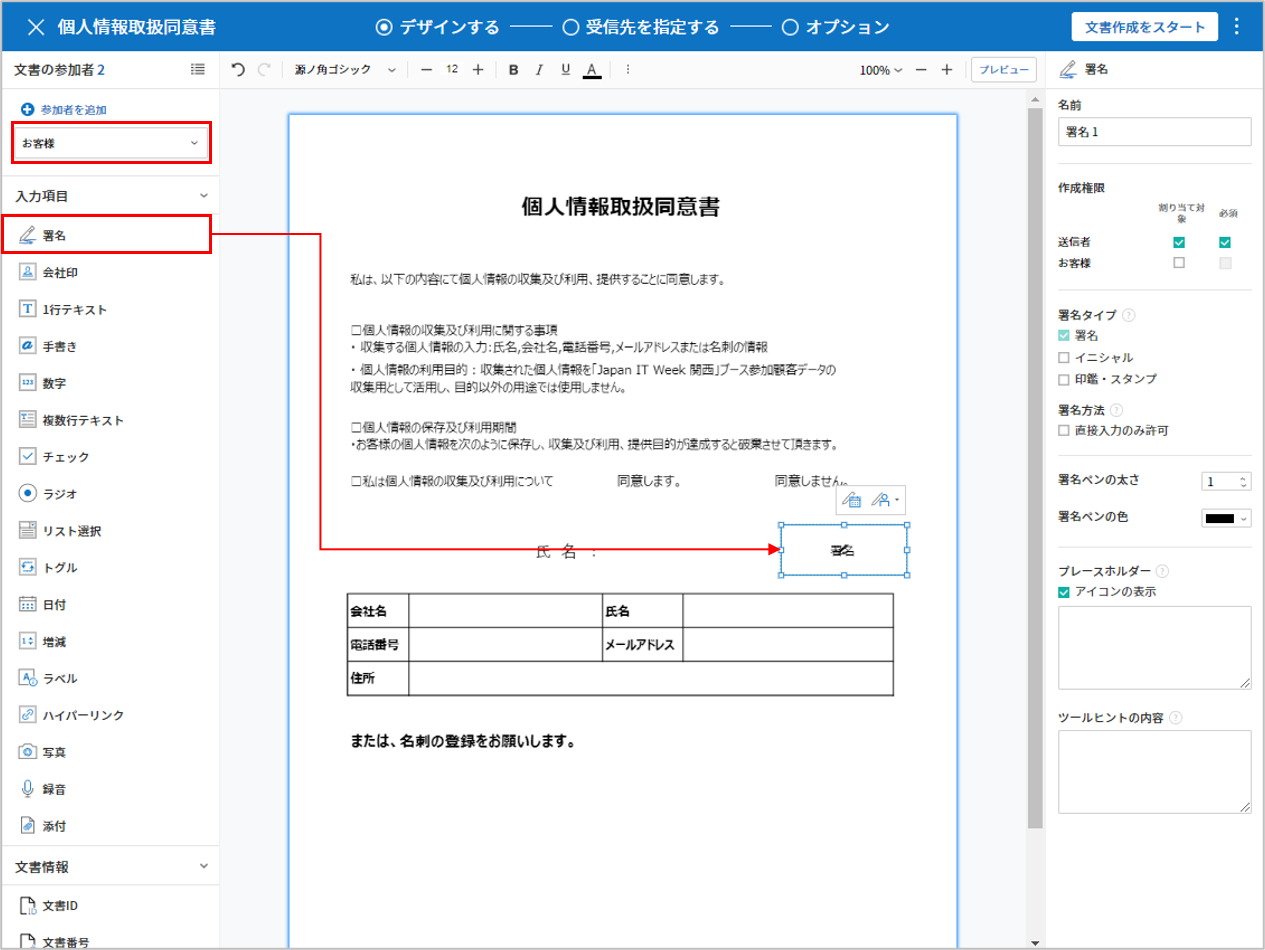 個人情報取扱同意書
デザインする
受信先を指定する
オプション
文書作成をスタート
文書の参加者 2
源ノ角ゴシック
12
B I U A
100%
プレビュー
署名
参加者を追加
お客様
入力項目
署名
会社印
1行テキスト
手書き
数字
複数行テキスト
チェック
ラジオ
リスト選択
トグル
日付
増減
ラベル
ハイパーリンク
写真
録音
添付
文書情報
文書ID
文書番号
個人情報取扱同意書
私は、以下の内容にて個人情報の収集及び利用、提供することに同意します。
□個人情報の収集及び利用に関する事項
・ 収集する個人情報の入力:氏名,会社名,電話番号,メールアドレスまたは名刺の情報
・ 個人情報の利用目的 : 収集された個人情報を「Japan IT Week 関西」ブース参加顧客データの
収集用として活用し、目的以外の用途では使用しません。
□個人情報の保存及び利用期間
・お客様の個人情報を次のように保存し、収集及び利用、提供目的が達成すると破棄させて頂きます。
□私は個人情報の収集及び利用について 同意します。 同意しません。
氏 名 :
署名
会社名 氏名
電話番号 メールアドレス
住所
または、名刺の登録をお願いします。
名前
署名 1
作成権限
割り当て対
象
必須
送信者
お客様
署名タイプ
署名
イニシャル
印鑑・スタンプ
署名方法
直接入力のみ許可
署名ペンの太さ
1
署名ペンの色
プレースホルダー
アイコンの表示
ツールヒントの内容